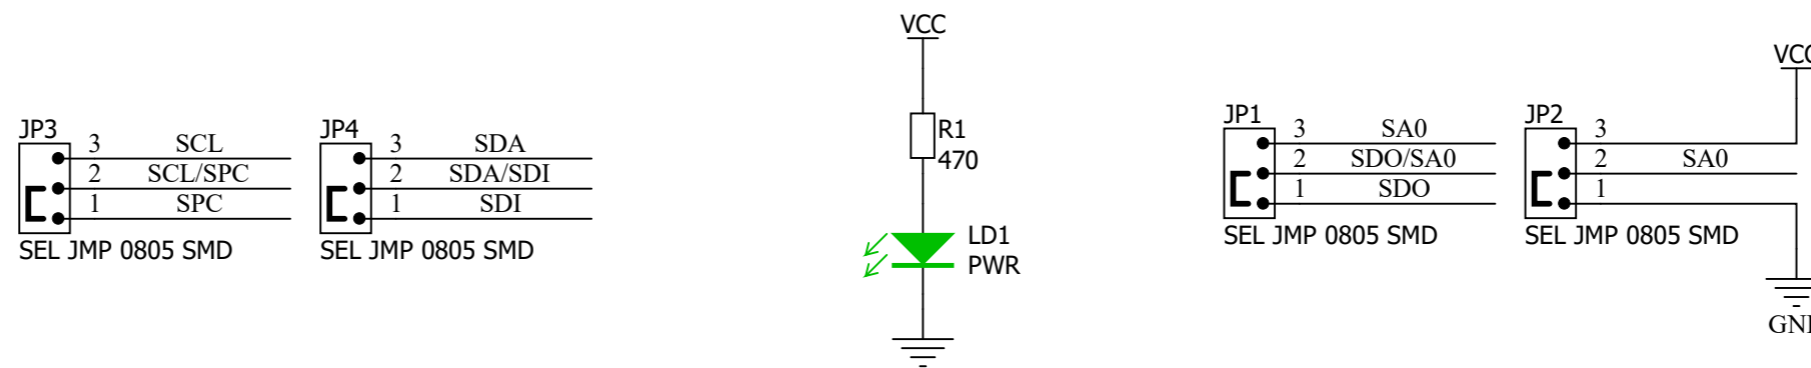 JP3
3 SCL
2 SCL/SPC
1 SPC
SEL JMP 0805 SMD
JP4
3 SDA
2 SDA/SDI
1 SDI
SEL JMP 0805 SMD
VCC
R1
470
LD1
PWR
JP1
3 SA0
2 SDO/SA0
1 SDO
SEL JMP 0805 SMD
VCC
JP2
3
2 SA0
1
SEL JMP 0805 SMD
GND